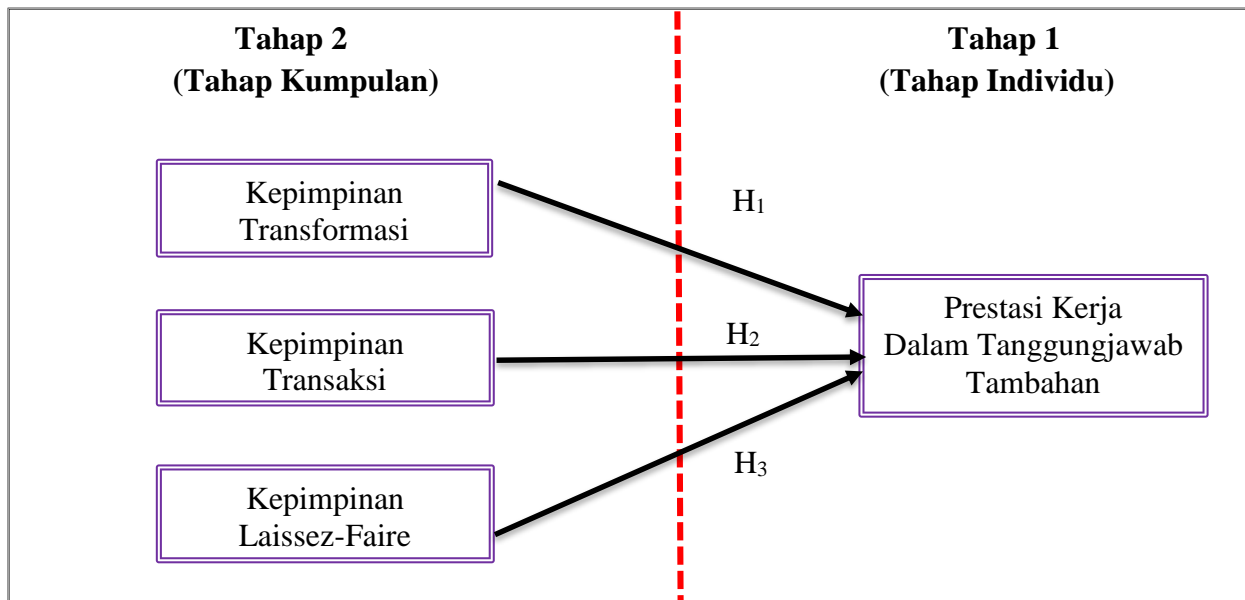 Tahap 2
(Tahap Kumpulan)
Tahap 1
(Tahap Individu)
Kepimpinan
Transformasi
H₁
Kepimpinan
Transaksi
H₂
Prestasi Kerja
Dalam Tanggungjawab
Tambahan
Kepimpinan
Laissez-Faire
H₃